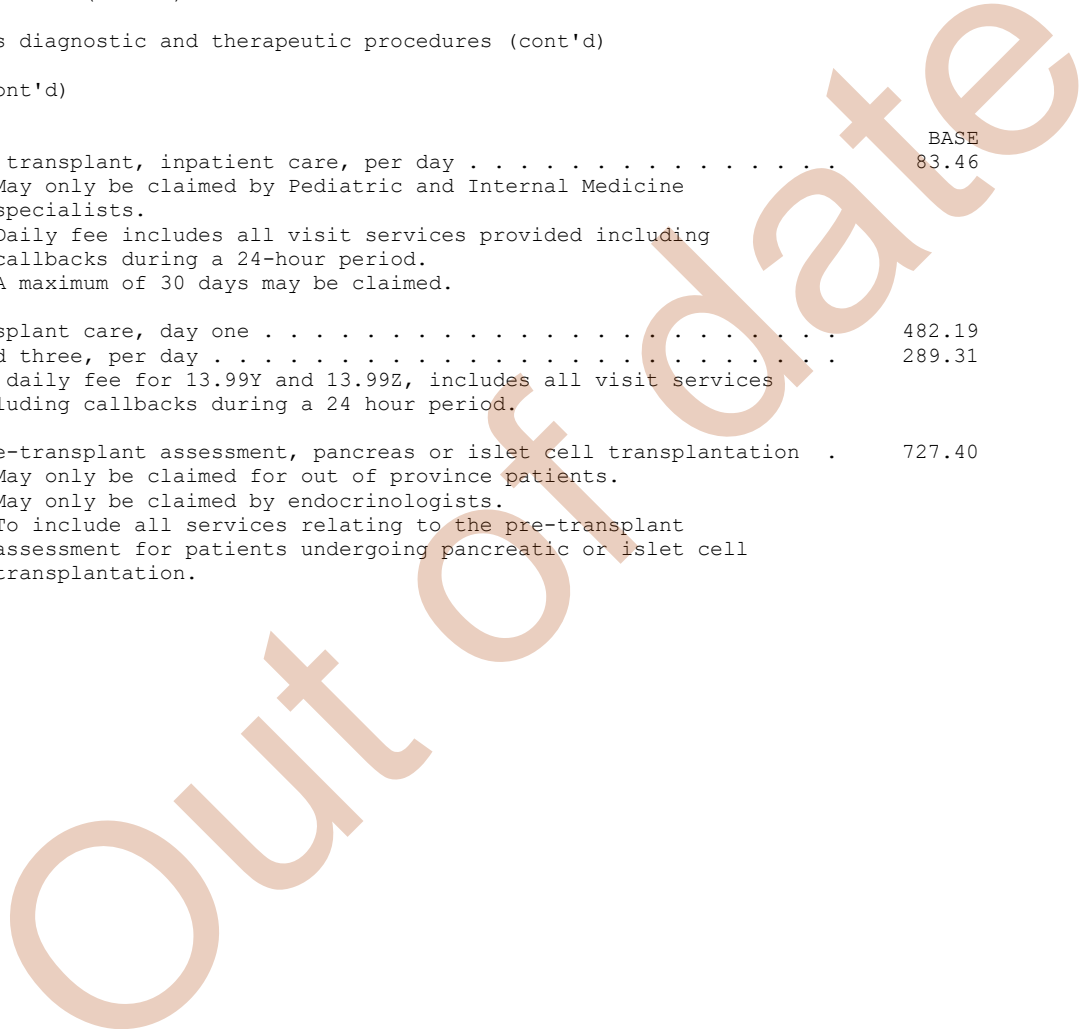 s diagnostic and therapeutic procedures (cont'd)
ont'd)
BASE
transplant, inpatient care, per day . . . . . . . . . . . . . . . 83.46
May only be claimed by Pediatric and Internal Medicine
specialists.
Daily fee includes all visit services provided including
callbacks during a 24-hour period.
A maximum of 30 days may be claimed.
splant care, day one . . . . . . . . . . . . . . . . . . . . . . . 482.19
d three, per day . . . . . . . . . . . . . . . . . . . . . . . . . 289.31
daily fee for 13.99Y and 13.99Z, includes all visit services
luding callbacks during a 24 hour period.
e-transplant assessment, pancreas or islet cell transplantation . 727.40
May only be claimed for out of province patients.
May only be claimed by endocrinologists.
To include all services relating to the pre-transplant
assessment for patients undergoing pancreatic or islet cell
transplantation.
Out of date